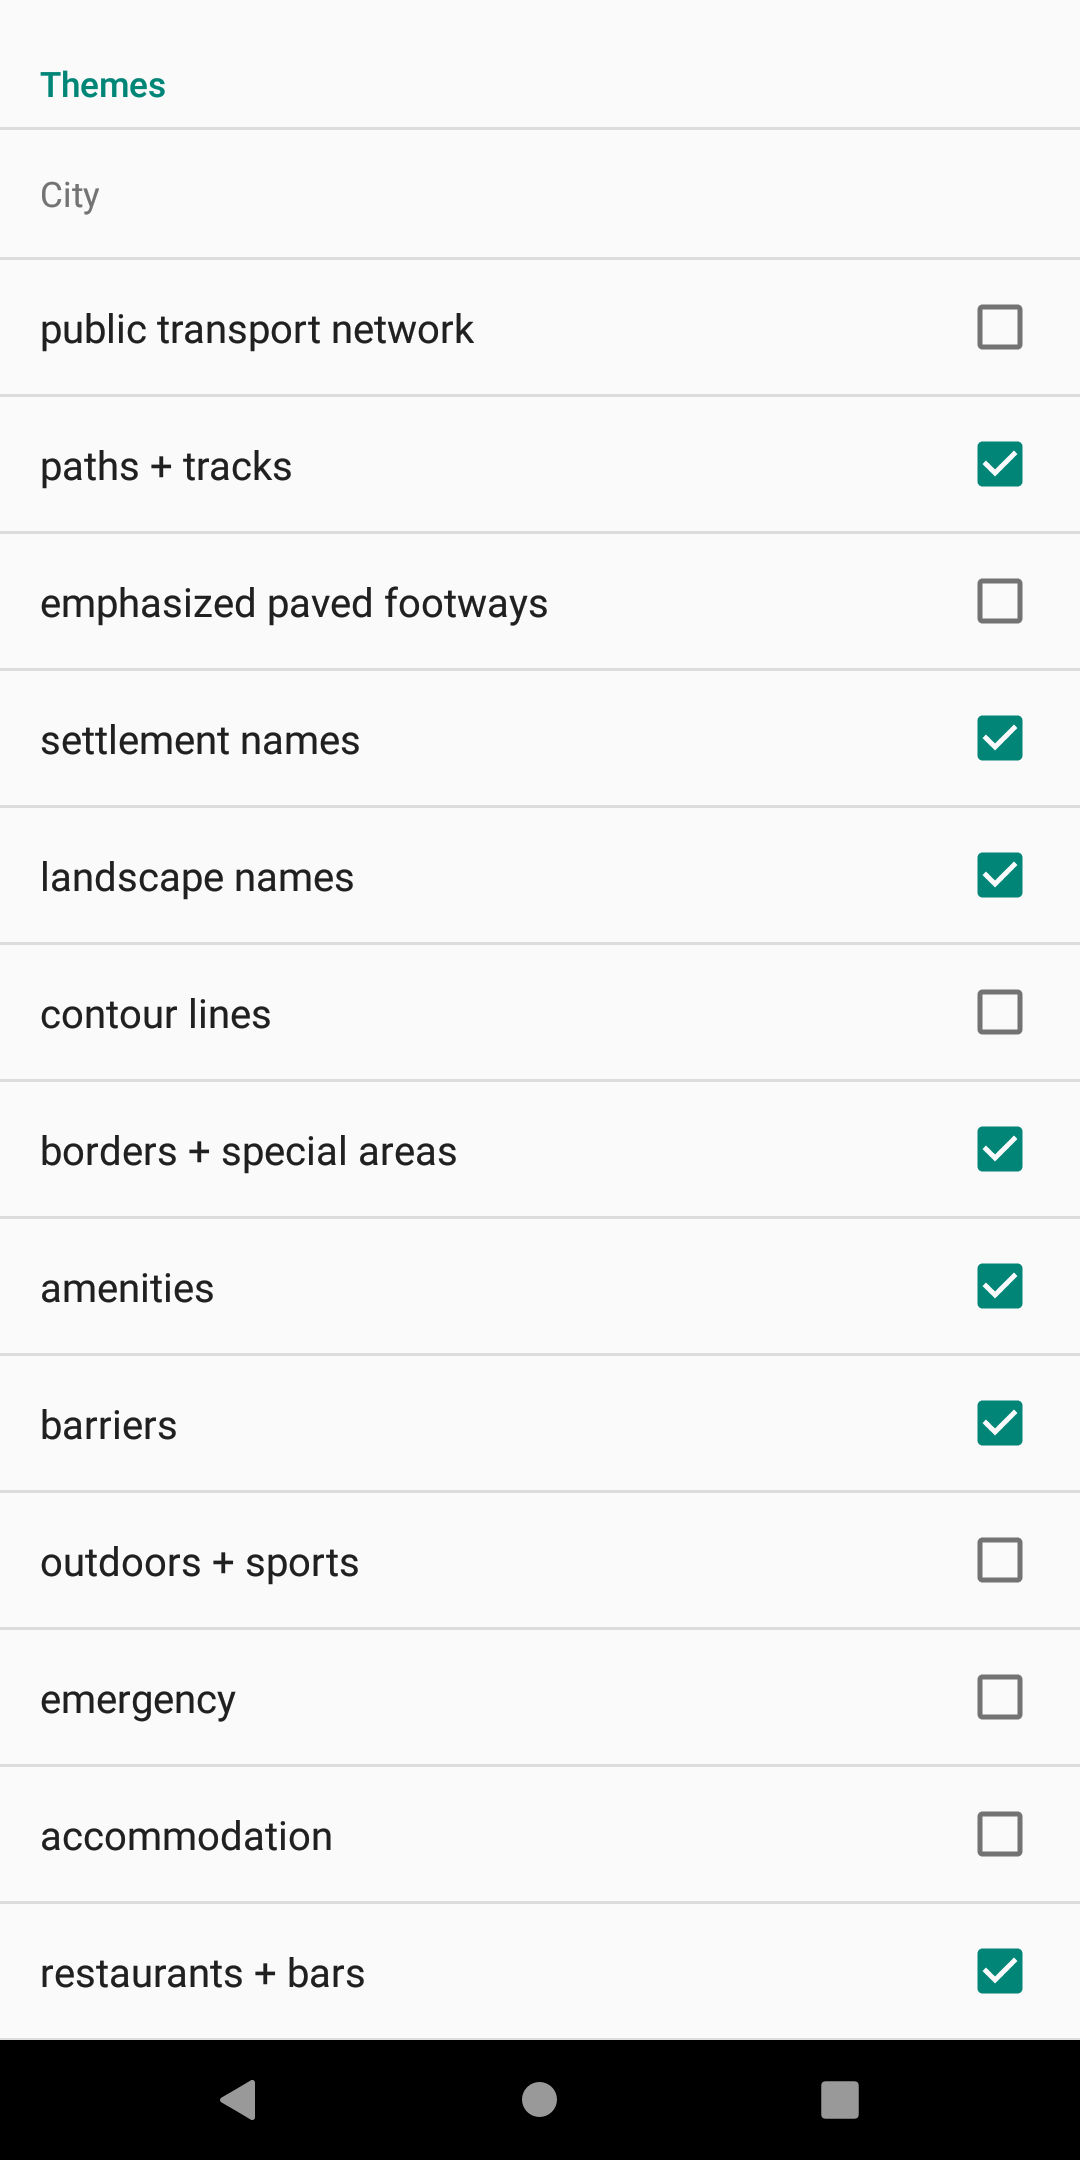 Themes
City
public transport network
paths + tracks
emphasized paved footways
settlement names
landscape names
contour lines
borders + special areas
amenities
barriers
outdoors + sports
emergency
accommodation
restaurants + bars